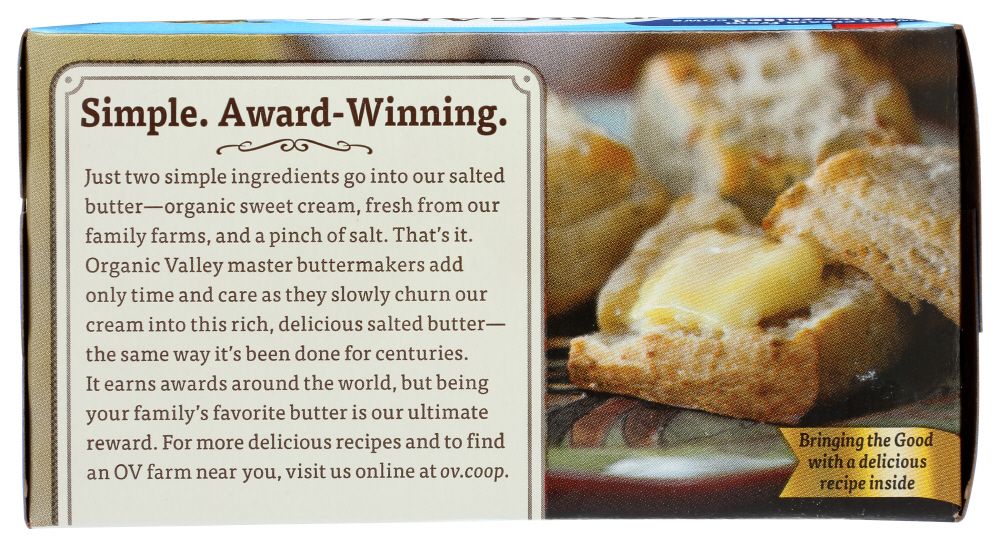 Simple. Award-Winning.
Just two simple ingredients go into our salted
butter—organic sweet cream, fresh from our
family farms, and a pinch of salt. That's it.
Organic Valley master buttermakers add
only time and care as they slowly churn our
cream into this rich, delicious salted butter—
the same way it's been done for centuries.
It earns awards around the world, but being
your family's favorite butter is our ultimate
reward. For more delicious recipes and to find
an OV farm near you, visit us online at ov.coop.
Bringing the Good
with a delicious
recipe inside